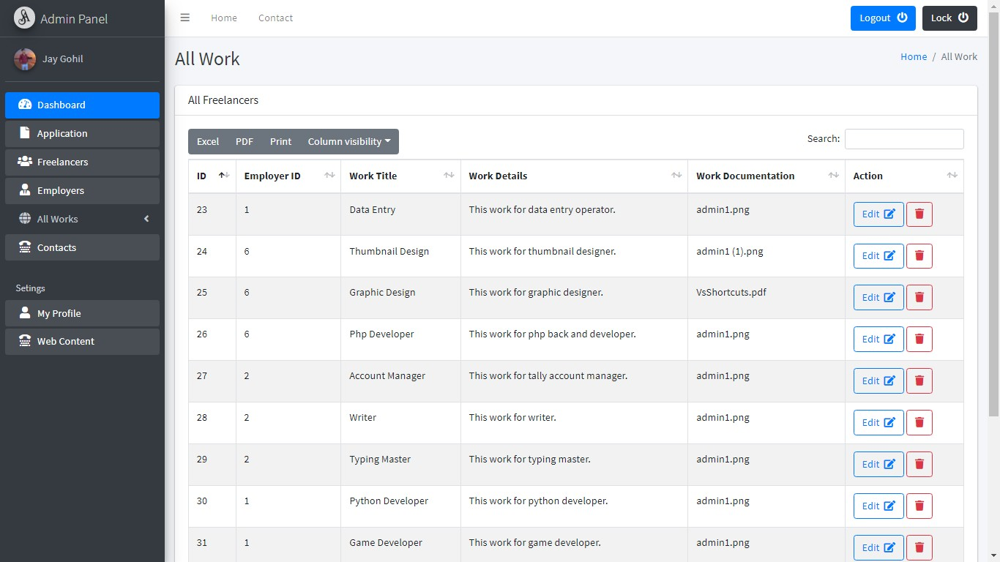 Admin Panel
Home Contact
Logout Lock
Jay Gohil
Dashboard
Application
Freelancers
Employers
All Works
Contacts
Setings
My Profile
Web Content
All Work
Home / All Work
All Freelancers
Excel PDF Print Column visibility
Search:
ID Employer ID Work Title Work Details Work Documentation Action
23 1 Data Entry This work for data entry operator. admin1.png Edit
24 6 Thumbnail Design This work for thumbnail designer. admin1 (1).png Edit
25 6 Graphic Design This work for graphic designer. VsShortcuts.pdf Edit
26 6 Php Developer This work for php back and developer. admin1.png Edit
27 2 Account Manager This work for tally account manager. admin1.png Edit
28 2 Writer This work for writer. admin1.png Edit
29 2 Typing Master This work for typing master. admin1.png Edit
30 1 Python Developer This work for python developer. admin1.png Edit
31 1 Game Developer This work for game developer. admin1.png Edit